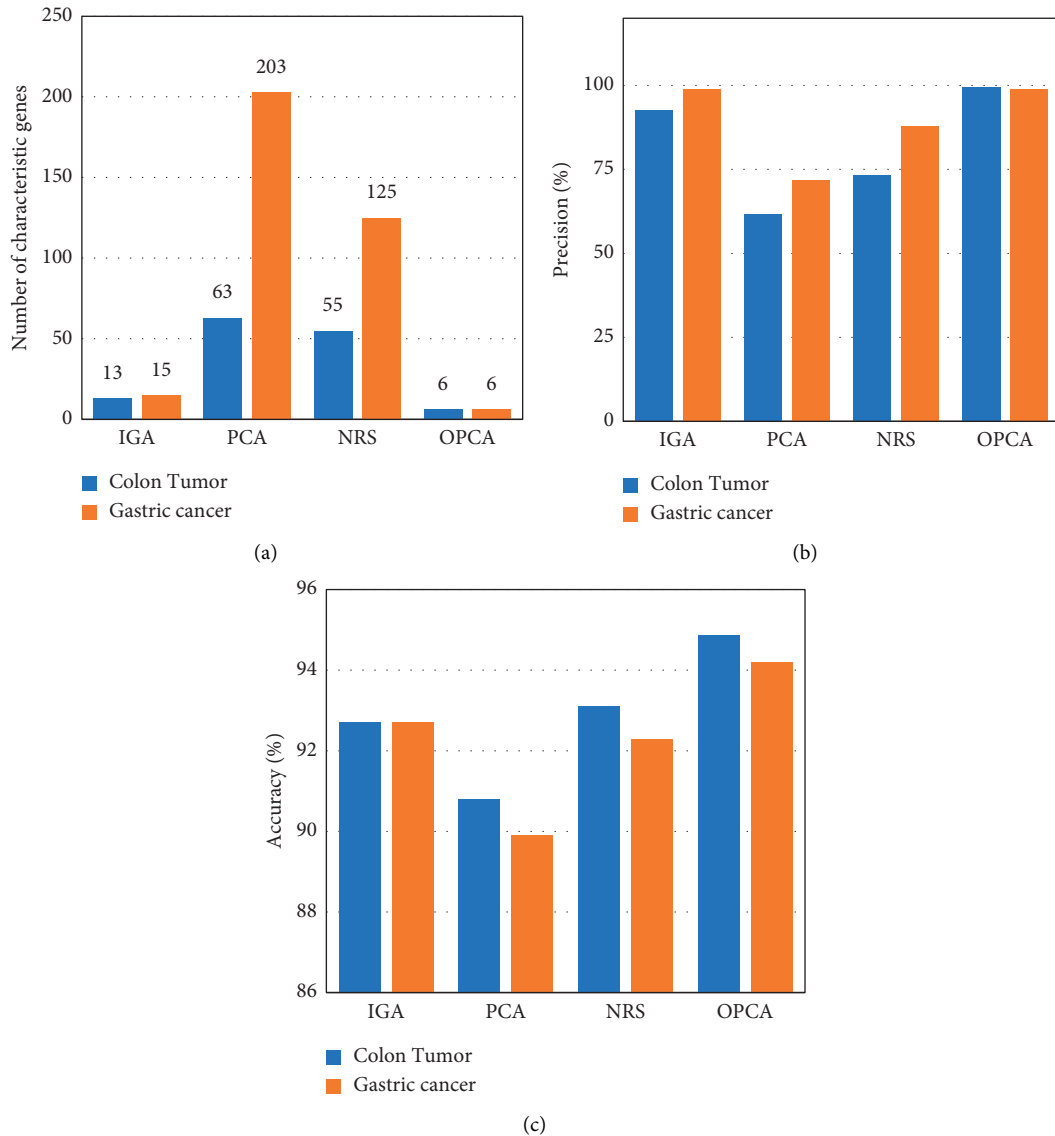 Number of characteristic genes
250
200
150
100
50
0
13
15
63
203
55
125
6
6
IGA
PCA
NRS
OPCA
Colon Tumor
Gastric cancer
(a)
Precision (%)
100
75
50
25
0
IGA
PCA
NRS
OPCA
Colon Tumor
Gastric cancer
(b)
Accuracy (%)
96
94
92
90
88
86
IGA
PCA
NRS
OPCA
Colon Tumor
Gastric cancer
(c)